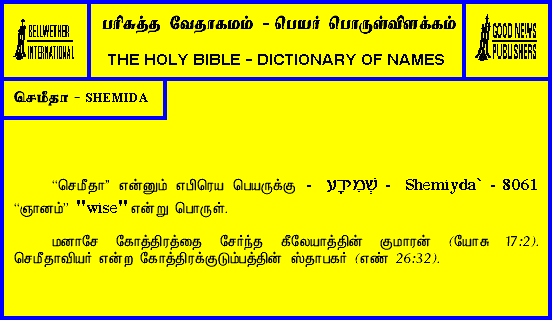 BELLWETHER
INTERNATIONAL
பரிசுத்த வேதாகமம் - பெயர் பொருள்விளக்கம்
THE HOLY BIBLE - DICTIONARY OF NAMES
GOOD NEWS
PUBLISHERS
செமீதா - SHEMIDA
“செமீதா” என்னும் எபிரெய பெயருக்கு - שְׁמִידָע - Shemiyda` - 8061
“ஞானம்” "wise" என்று பொருள்.
மனாசே கோத்திரத்தை சேர்ந்த கீலேயாத்தின் குமாரன் (யோசு 17:2).
செமீதாவியர் என்ற கோத்திரக்குடும்பத்தின் ஸ்தாபகர் (எண் 26:32).